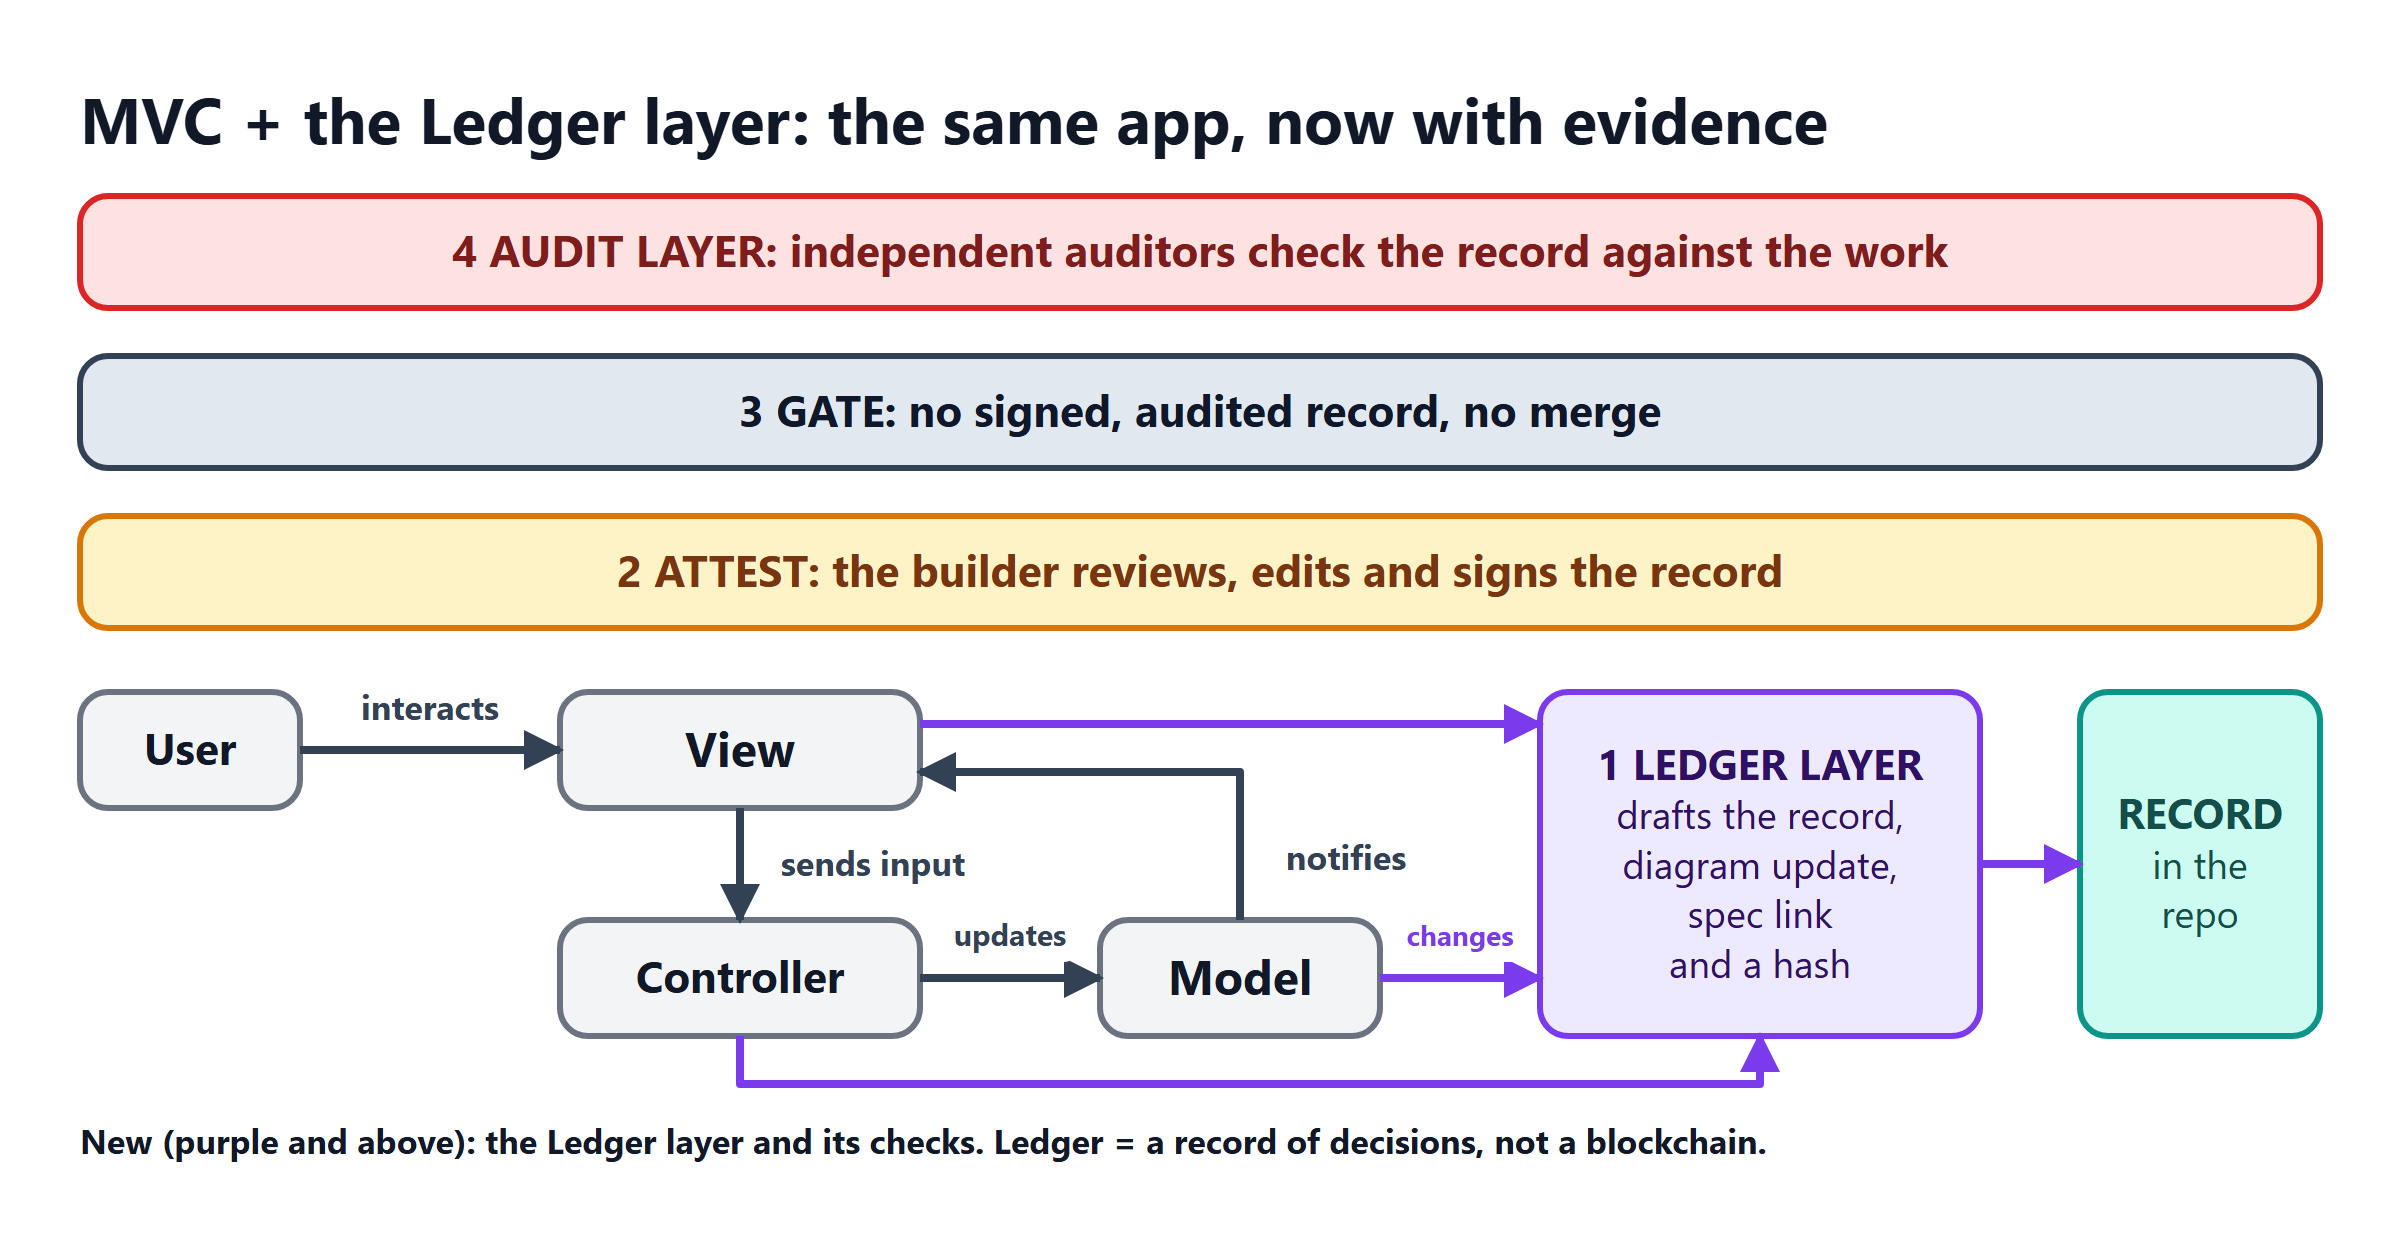 MVC + the Ledger layer: the same app, now with evidence
4 AUDIT LAYER: independent auditors check the record against the work
3 GATE: no signed, audited record, no merge
2 ATTEST: the builder reviews, edits and signs the record
User
interacts
View
sends input
notifies
Controller
updates
Model
changes
1 LEDGER LAYER
drafts the record,
diagram update,
spec link
and a hash
RECORD
in the
repo
New (purple and above): the Ledger layer and its checks. Ledger = a record of decisions, not a blockchain.